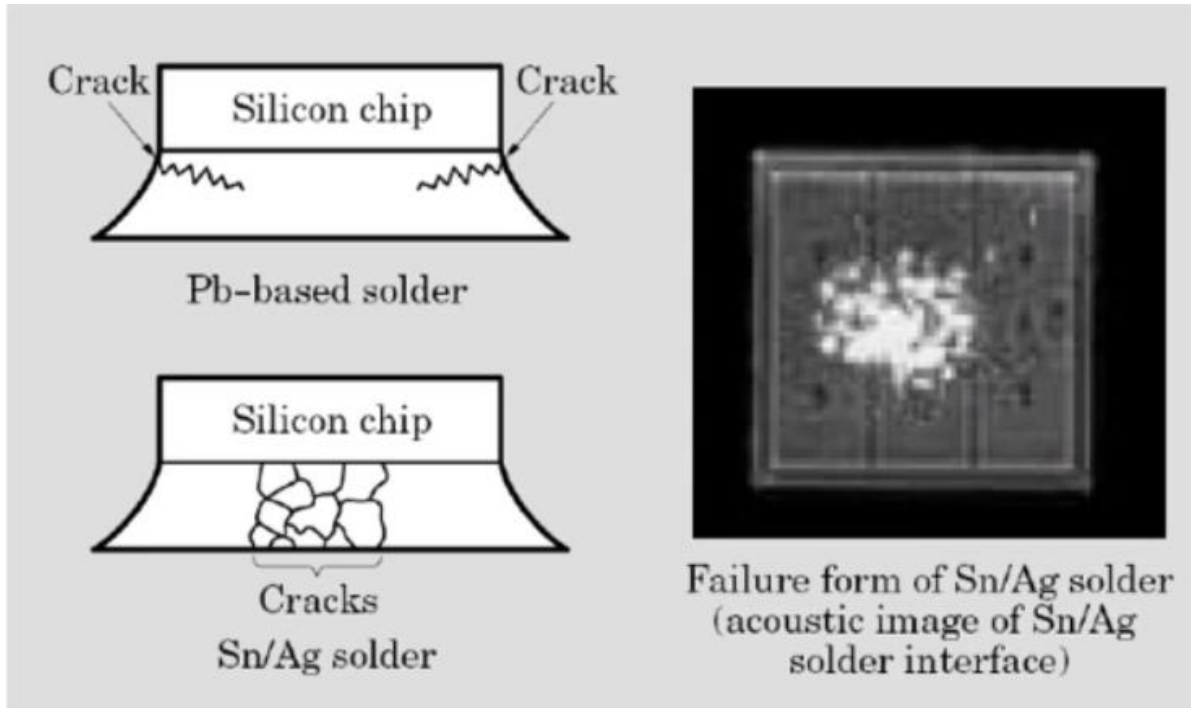 Crack
Crack
Silicon chip
Pb-based solder
Silicon chip
Cracks
Sn/Ag solder
Failure form of Sn/Ag solder
(acoustic image of Sn/Ag
solder interface)